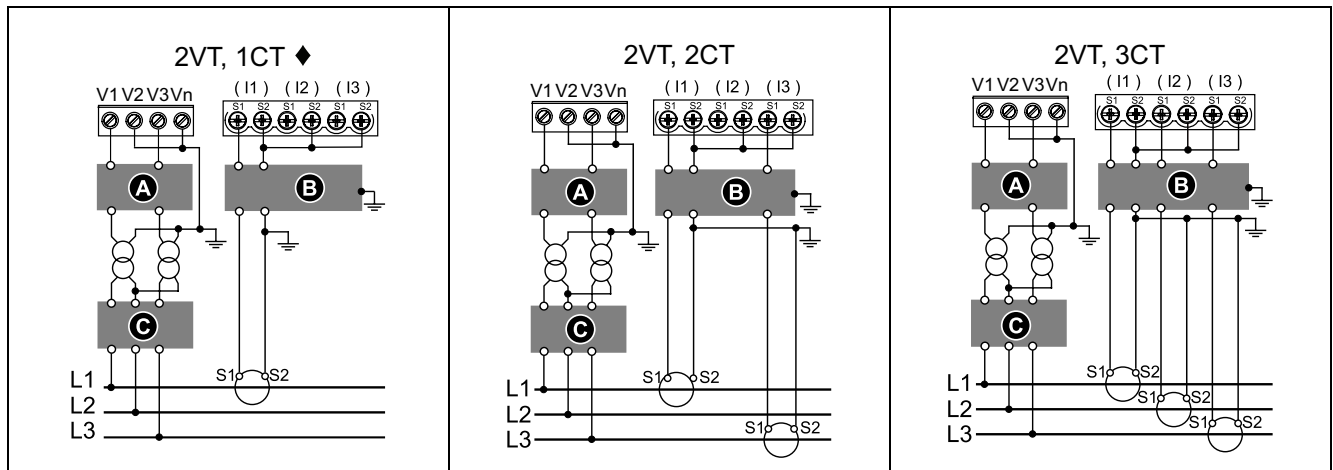 2VT, 1CT ♦
V1 V2 V3 Vn
( I1 ) ( I2 ) ( I3 )
S1 S2 S1 S2 S1 S2
A
B
C
S1 S2
L1
L2
L3
2VT, 2CT
V1 V2 V3 Vn
( I1 ) ( I2 ) ( I3 )
S1 S2 S1 S2 S1 S2
A
B
C
S1 S2
L1
L2
S1 S2
L3
2VT, 3CT
V1 V2 V3 Vn
( I1 ) ( I2 ) ( I3 )
S1 S2 S1 S2 S1 S2
A
B
C
S1 S2
L1
S1 S2
L2
S1 S2
L3